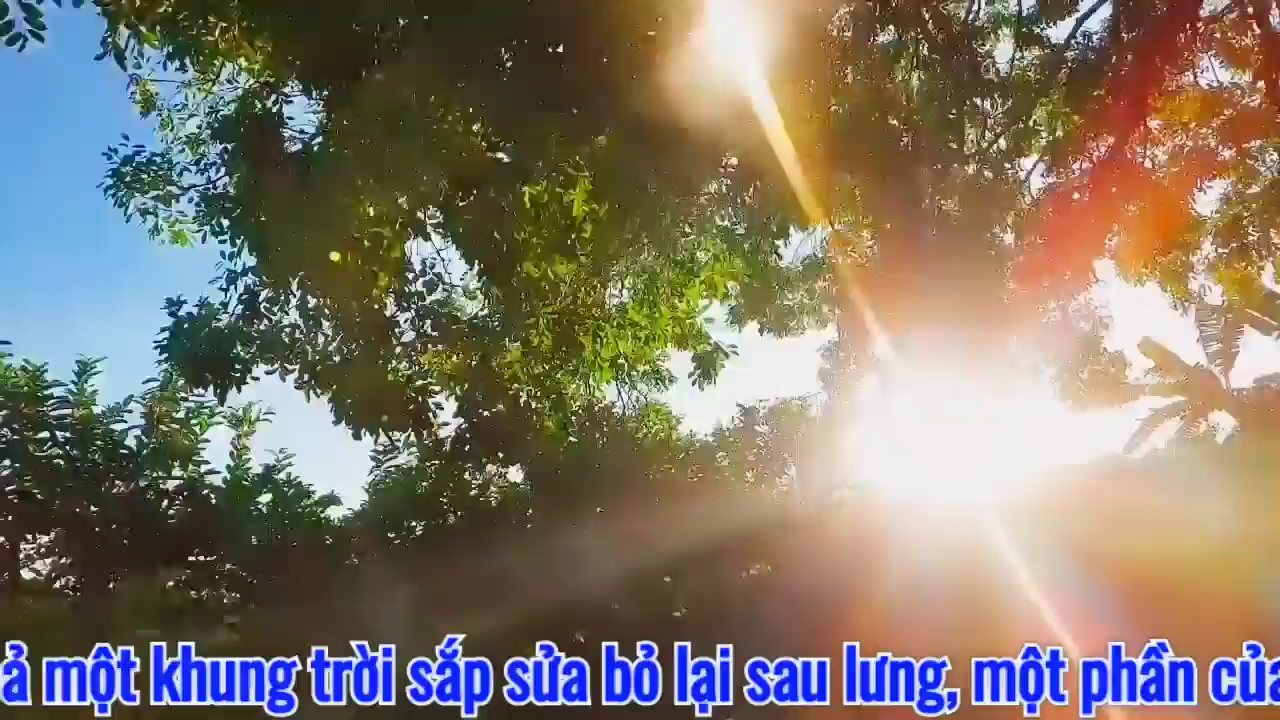 ả một khung trời sắp sửa bỏ lại sau lưng, một phần của